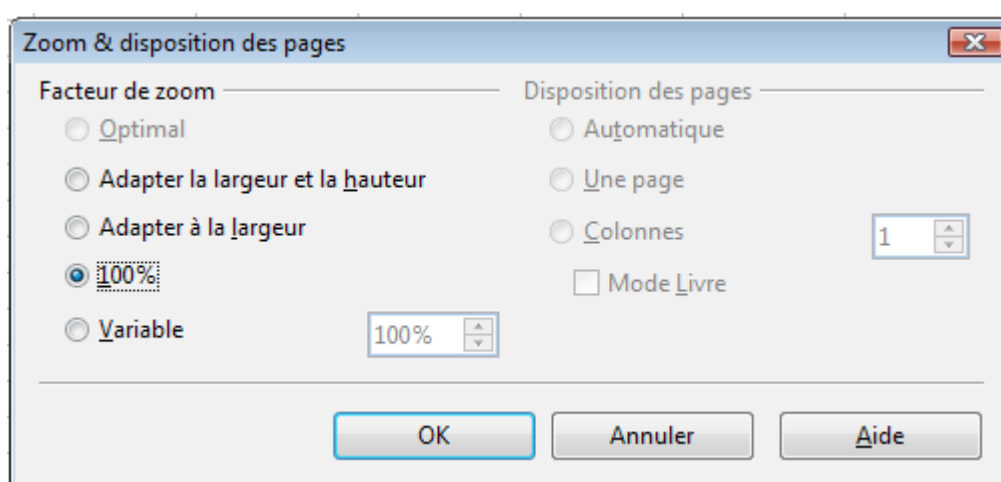 Zoom & disposition des pages
Facteur de zoom
Optimal
Adapter la largeur et la hauteur
Adapter à la largeur
100%
Variable
100%
Disposition des pages
Automatique
Une page
Colonnes
1
Mode Livre
OK
Annuler
Aide